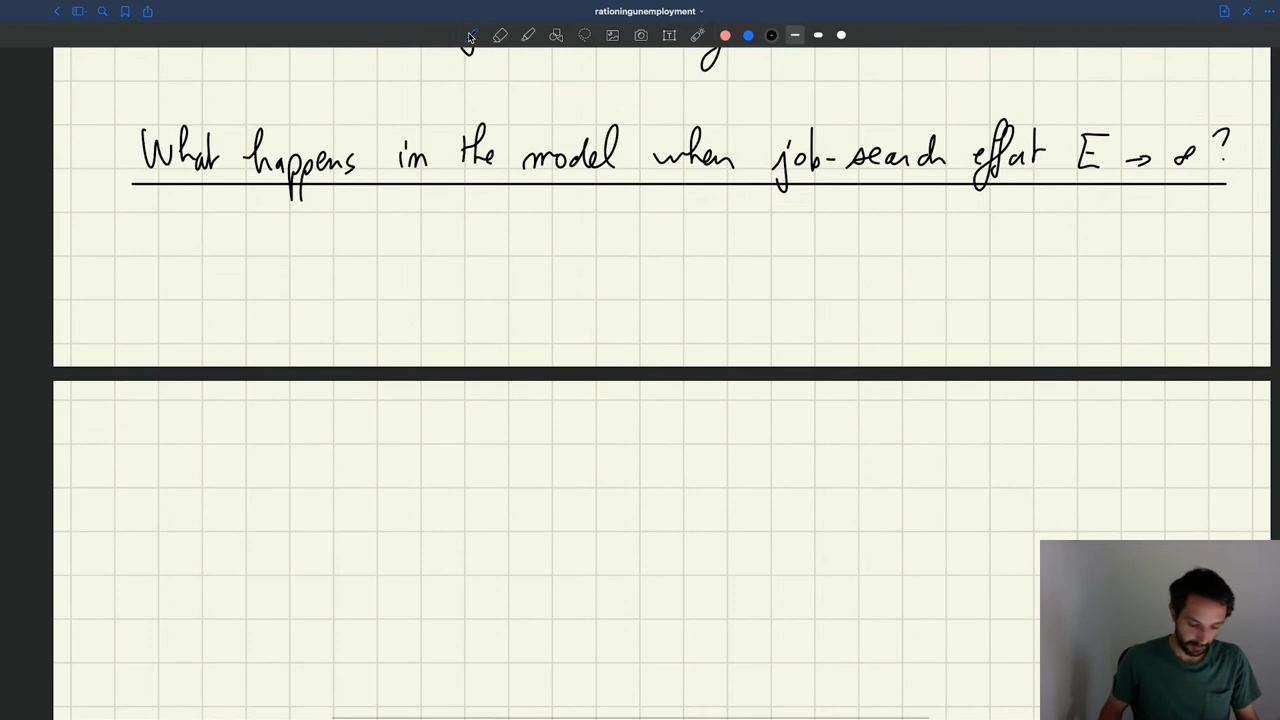 rationingunemployment
What happens in the model when job-search effort E → ∞ ?